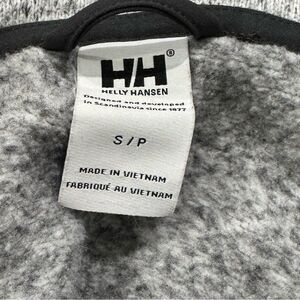 HH®
HELLY HANSEN
Designed and developed
in Scandinavia since 1877
S/P
MADE IN VIETNAM
FABRIQUÉ AU VIETNAM